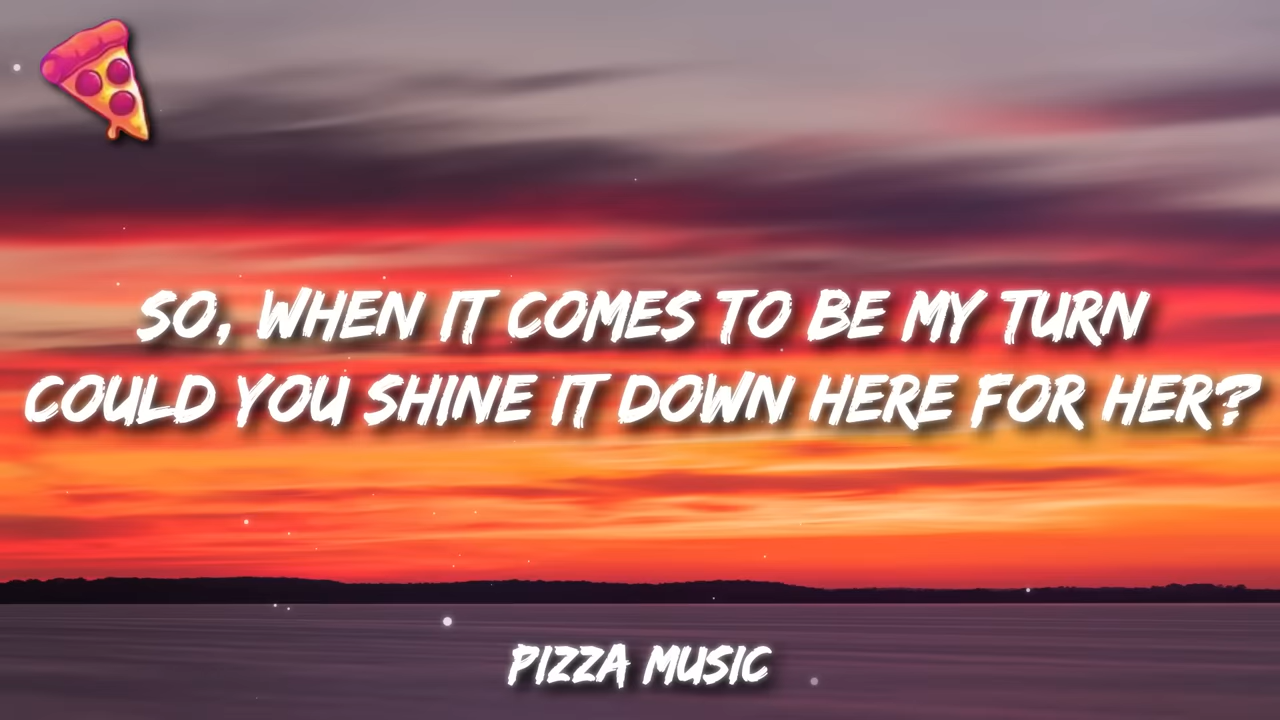 SO, WHEN IT COMES TO BE MY TURN
COULD YOU SHINE IT DOWN HERE FOR HER?
PIZZA MUSIC